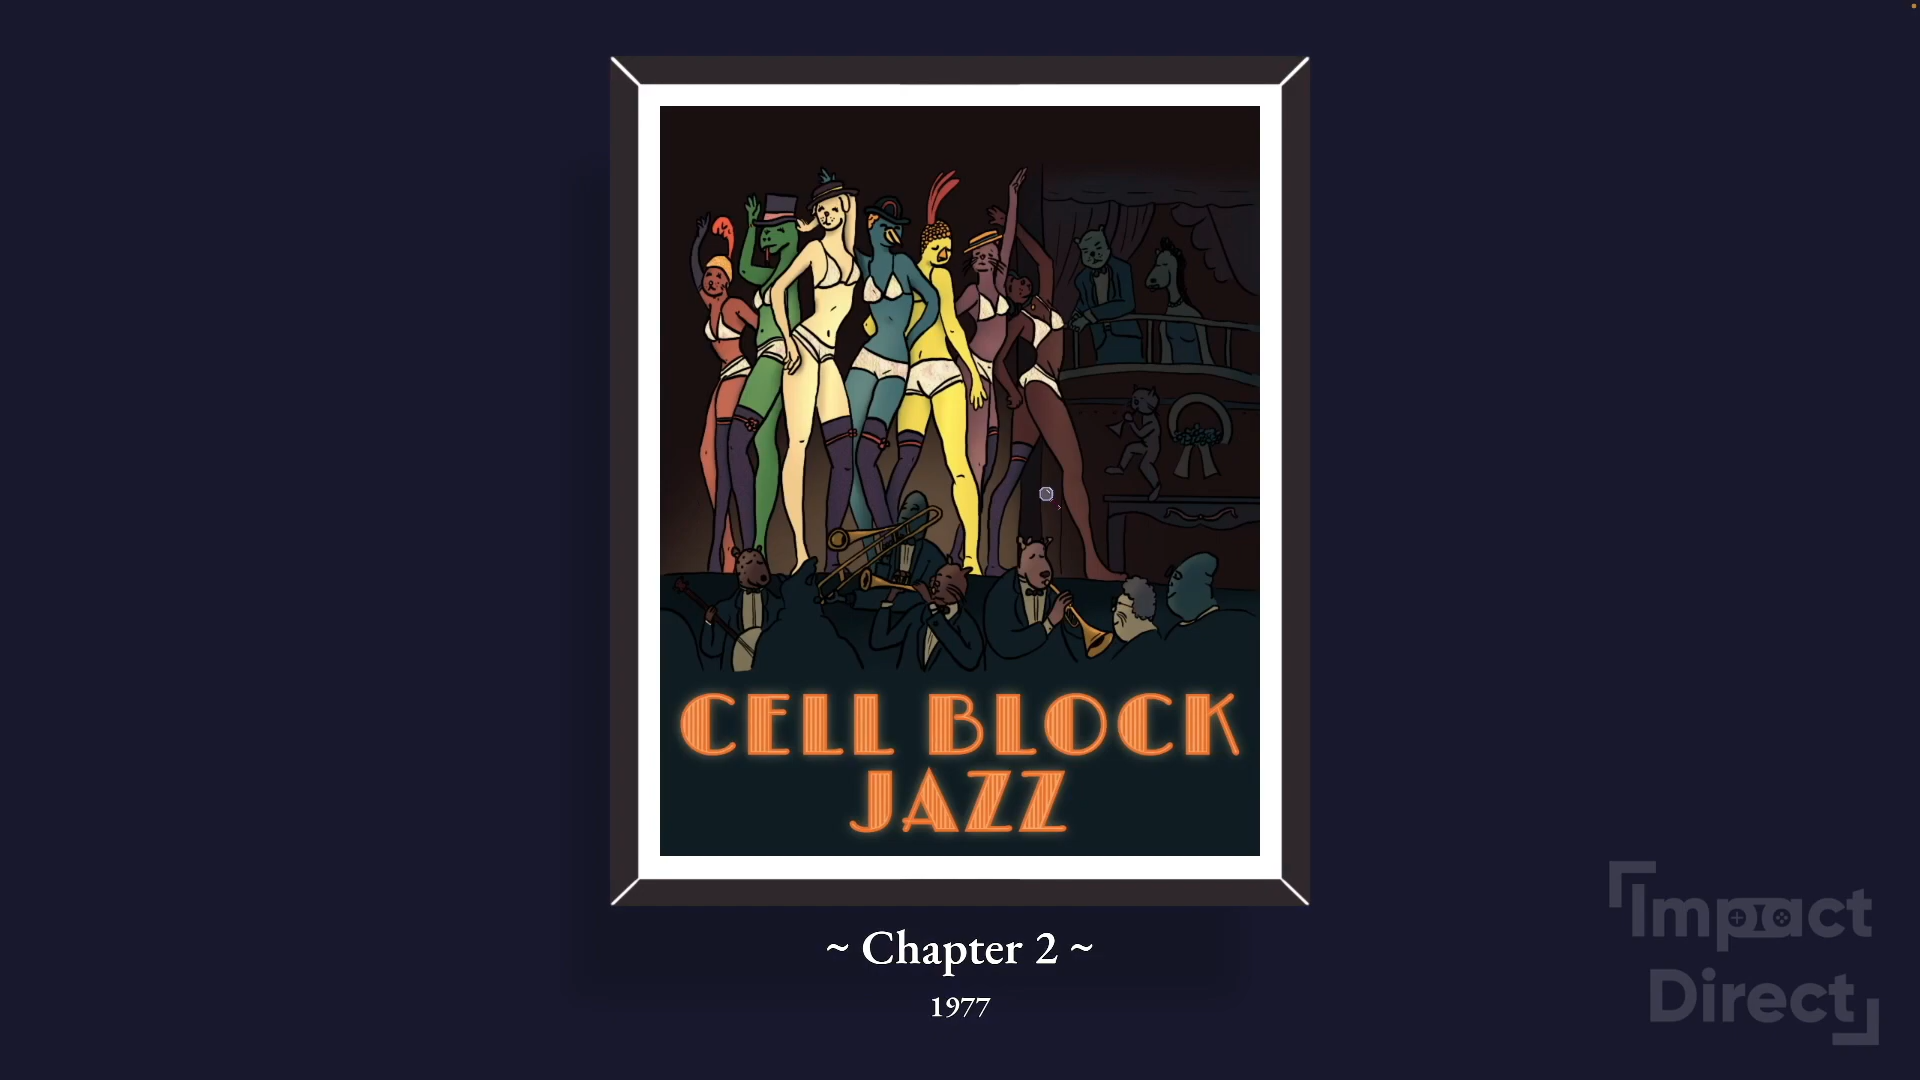 CELL BLOCK
JAZZ
~ Chapter 2 ~
1977
Impact
Direct